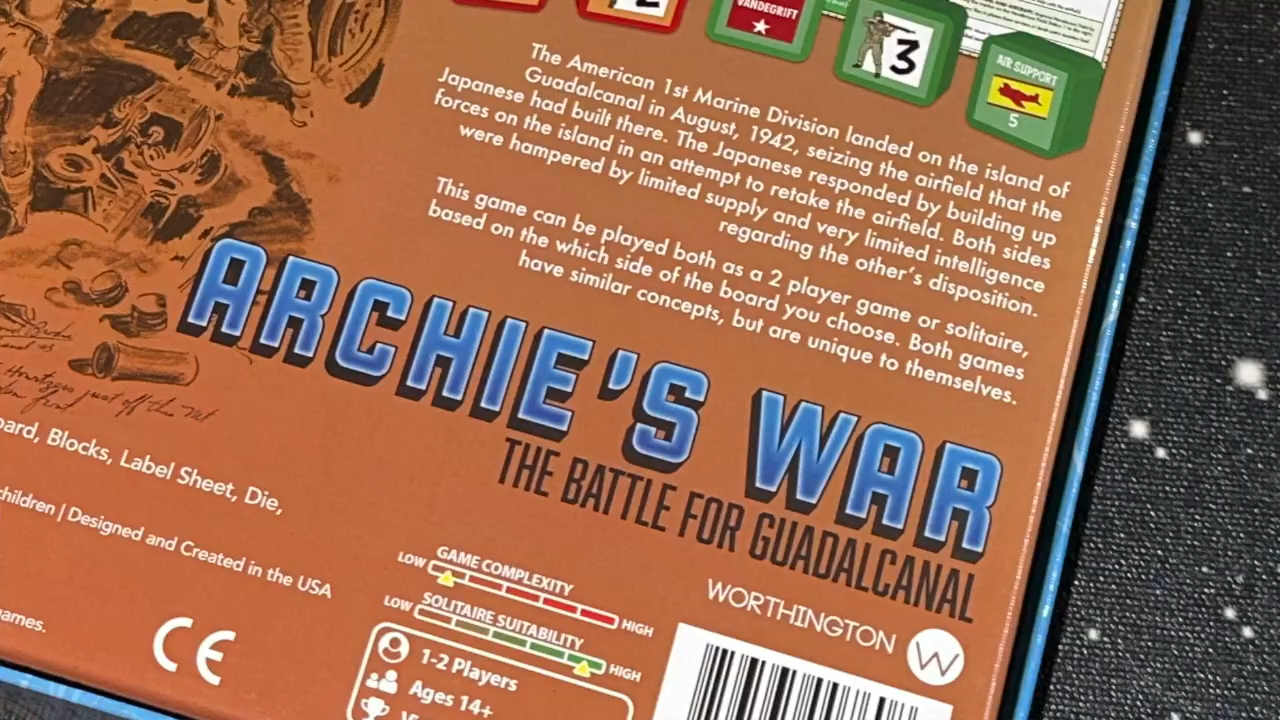 VANDEGRIFT
3
AIR SUPPORT
5
The American 1st Marine Division landed on the island of
Guadalcanal in August, 1942, seizing the airfield that the
Japanese had built there. The Japanese responded by building up
forces on the island in an attempt to retake the airfield. Both sides
were hampered by limited supply and very limited intelligence
regarding the other's disposition.
This game can be played both as a 2 player game or solitaire,
based on the which side of the board you choose. Both games
have similar concepts, but are unique to themselves.
ARCHIE'S WAR
THE BATTLE FOR GUADALCANAL
Blocks, Label Sheet, Die,
children | Designed and Created in the USA
games.
CE
LOW GAME COMPLEXITY HIGH
LOW SOLITAIRE SUITABILITY HIGH
1-2 Players
Ages 14+
WORTHINGTON W